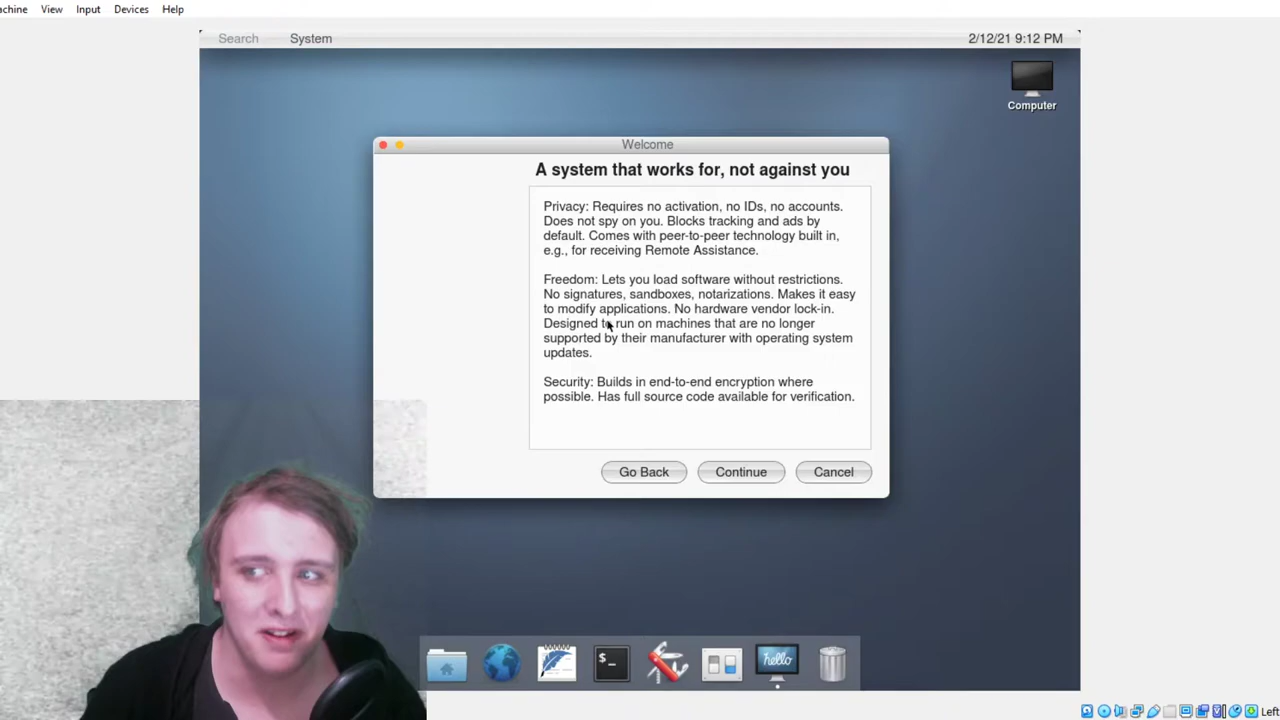 achine View Input Devices Help
Search System 2/12/21 9:12 PM
Computer
Welcome
A system that works for, not against you
Privacy: Requires no activation, no IDs, no accounts.
Does not spy on you. Blocks tracking and ads by
default. Comes with peer-to-peer technology built in,
e.g., for receiving Remote Assistance.
Freedom: Lets you load software without restrictions.
No signatures, sandboxes, notarizations. Makes it easy
to modify applications. No hardware vendor lock-in.
Designed to run on machines that are no longer
supported by their manufacturer with operating system
updates.
Security: Builds in end-to-end encryption where
possible. Has full source code available for verification.
Go Back Continue Cancel
$_
hello
Left